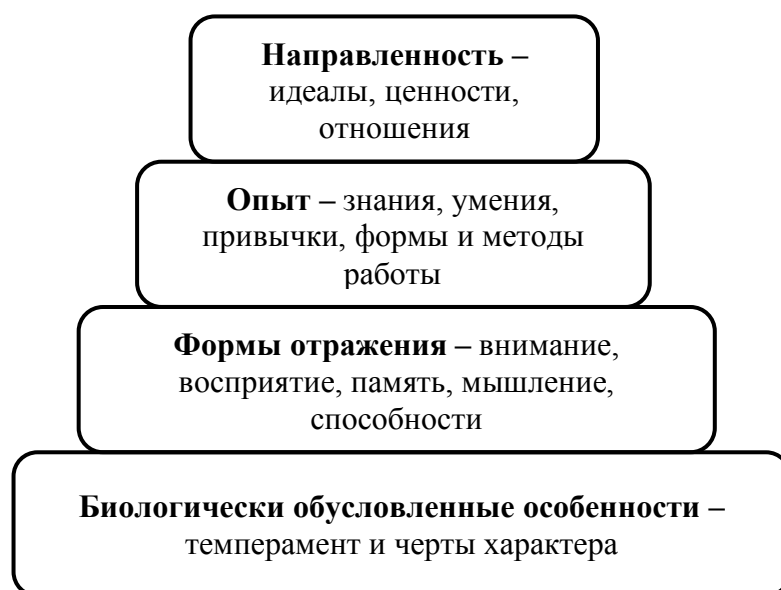 Направленность –
идеалы, ценности,
отношения
Опыт – знания, умения,
привычки, формы и методы
работы
Формы отражения – внимание,
восприятие, память, мышление,
способности
Биологически обусловленные особенности –
темперамент и черты характера